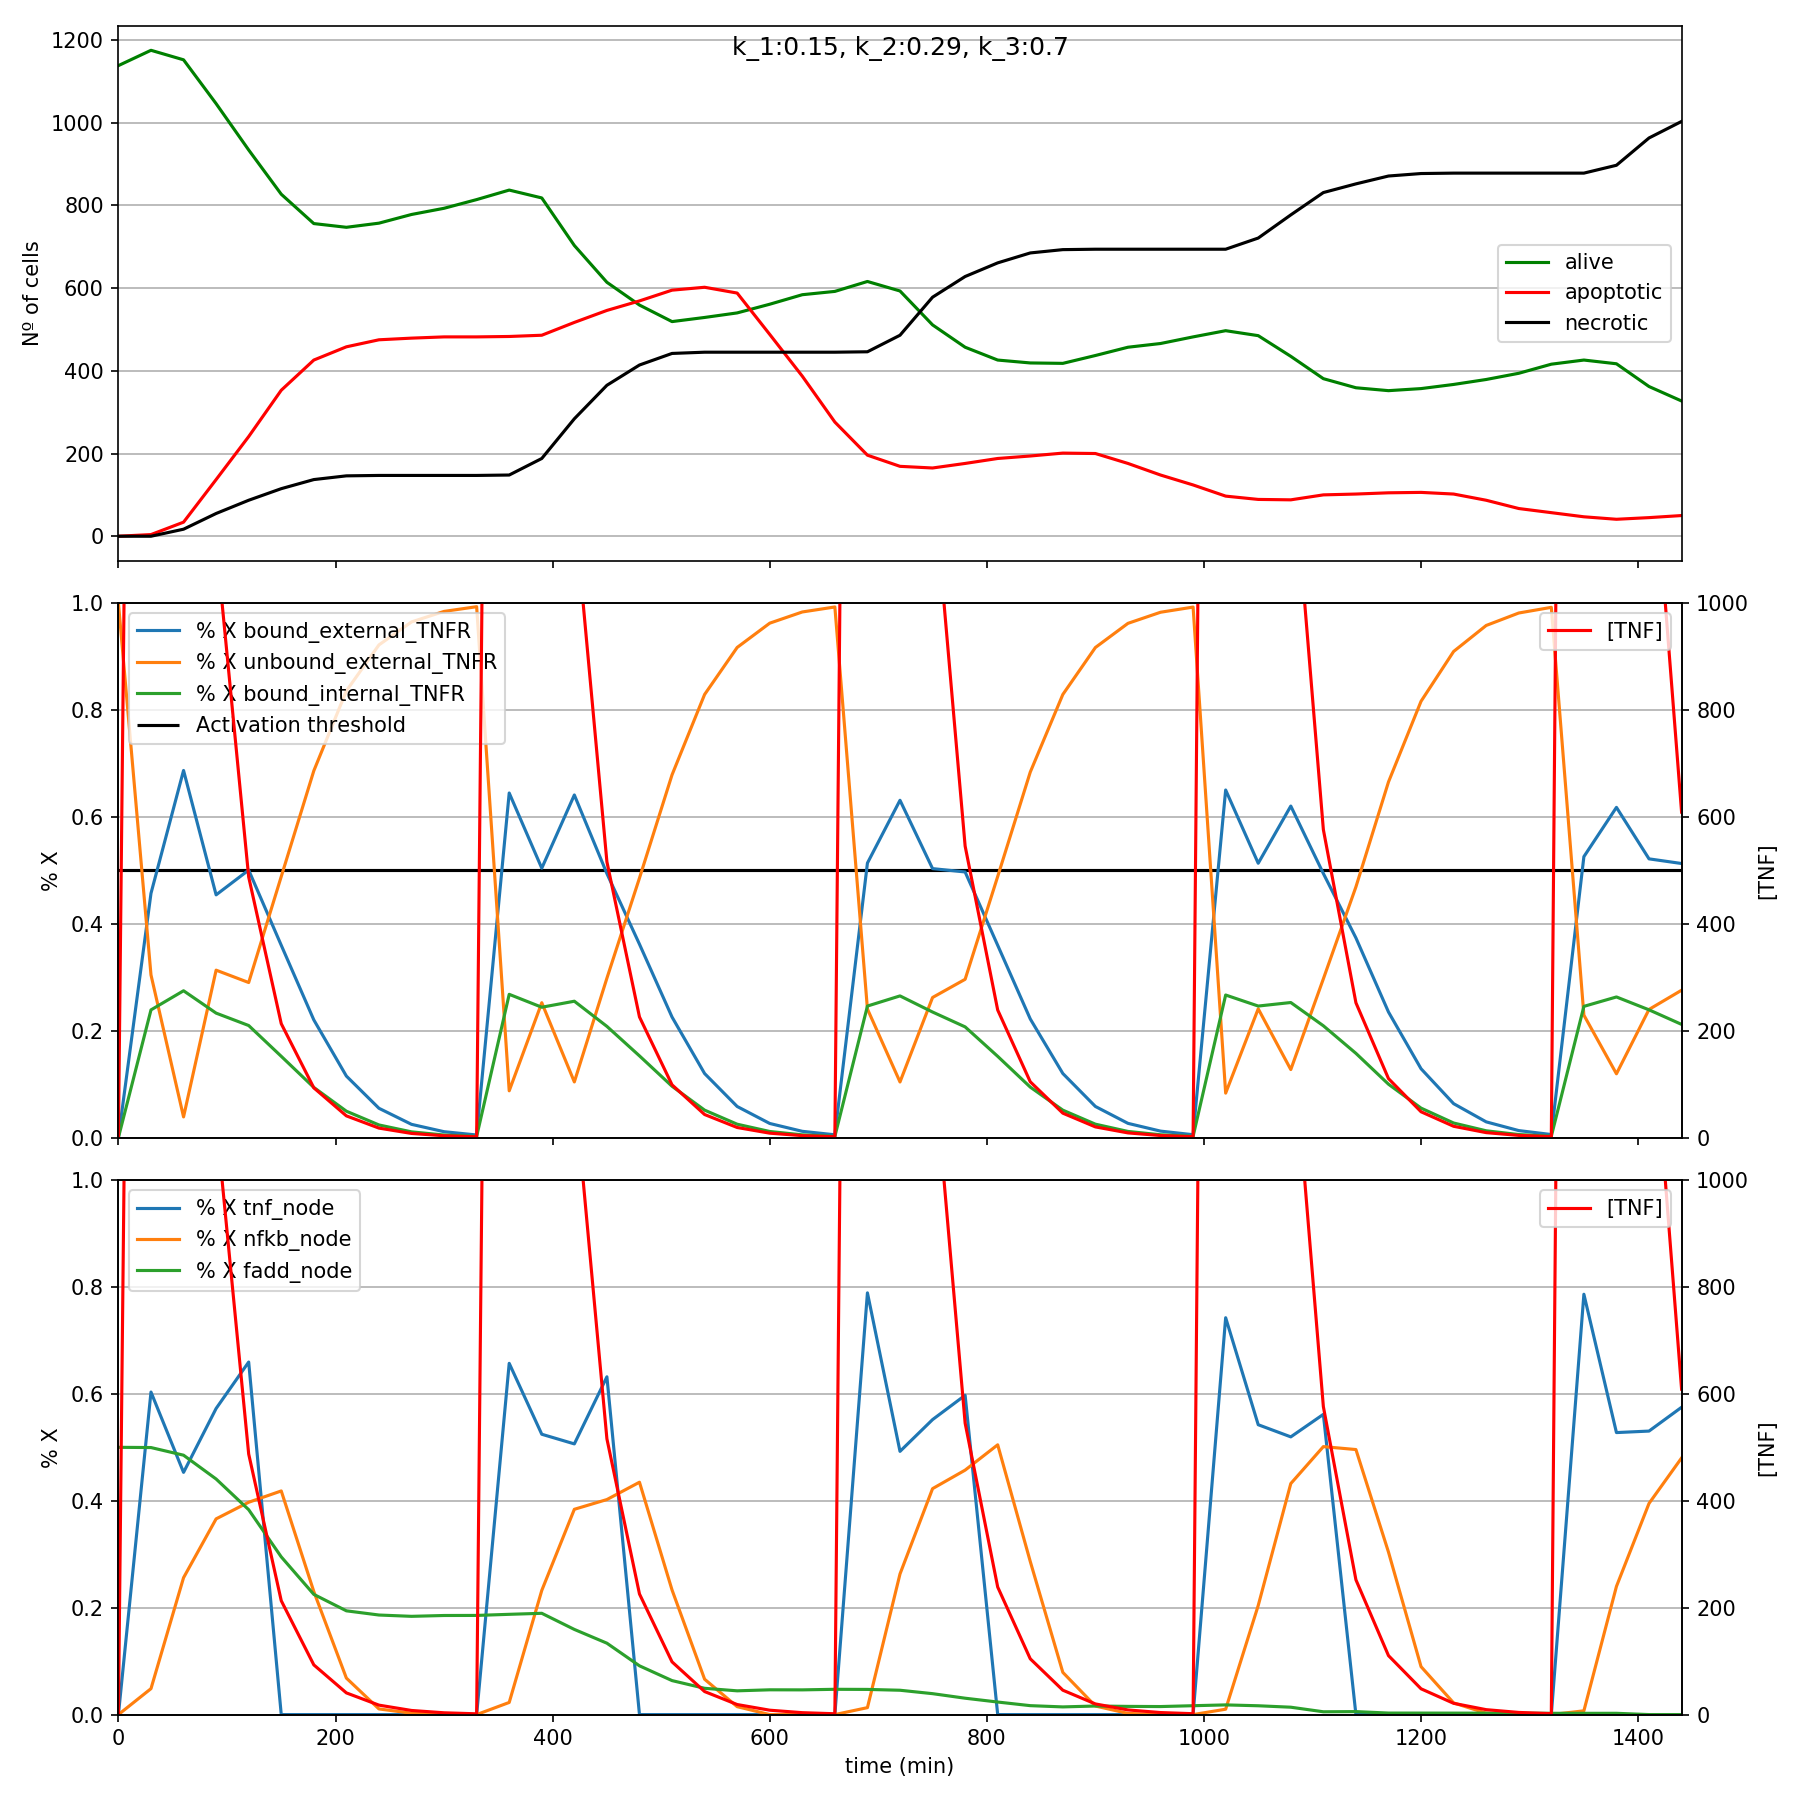 k_1:0.15, k_2:0.29, k_3:0.7
1200
1000
800
600
400
200
0
Nº of cells
alive
apoptotic
necrotic
1.0
0.8
0.6
0.4
0.2
0.0
% X
% X bound_external_TNFR
% X unbound_external_TNFR
% X bound_internal_TNFR
Activation threshold
[TNF]
1000
800
600
400
200
0
[TNF]
1.0
0.8
0.6
0.4
0.2
0.0
% X
% X tnf_node
% X nfkb_node
% X fadd_node
[TNF]
1000
800
600
400
200
0
[TNF]
0 200 400 600 800 1000 1200 1400
time (min)